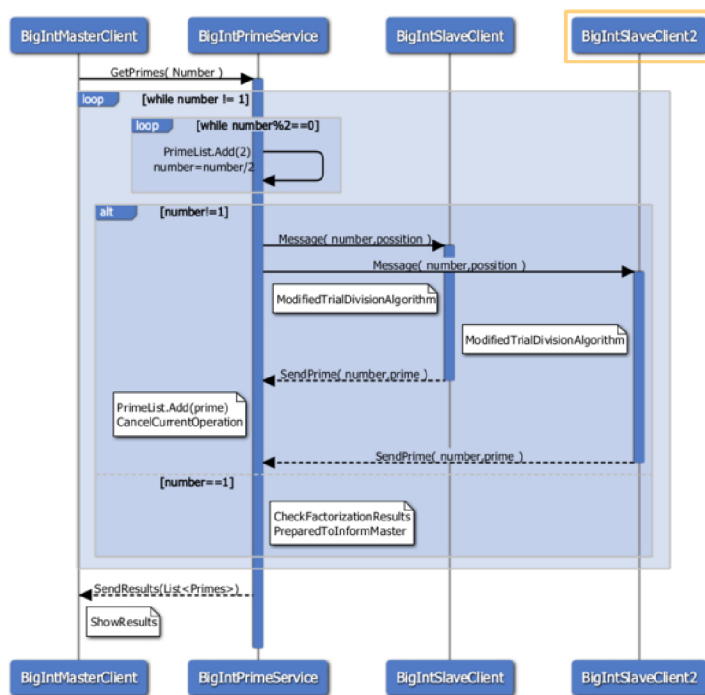 BigIntMasterClient
BigIntPrimeService
BigIntSlaveClient
BigIntSlaveClient2
GetPrimes( Number )
loop [while number != 1]
loop [while number%2==0]
PrimeList.Add(2)
number=number/2
alt [number!=1]
Message( number,possition )
Message( number,possition )
ModifiedTrialDivisionAlgorithm
ModifiedTrialDivisionAlgorithm
SendPrime( number,prime )
PrimeList.Add(prime)
CancelCurrentOperation
SendPrime( number,prime )
[number==1]
CheckFactorizationResults
PreparedToInformMaster
SendResults(List<Primes>)
ShowResults
BigIntMasterClient
BigIntPrimeService
BigIntSlaveClient
BigIntSlaveClient2